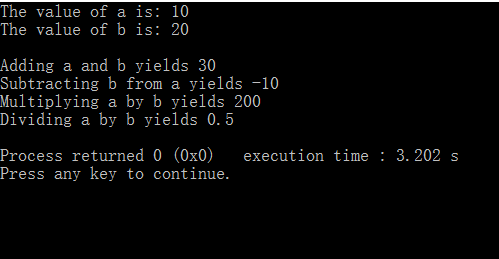 The value of a is: 10
The value of b is: 20
Adding a and b yields 30
Subtracting b from a yields -10
Multiplying a by b yields 200
Dividing a by b yields 0.5
Process returned 0 (0x0)   execution time : 3.202 s
Press any key to continue.